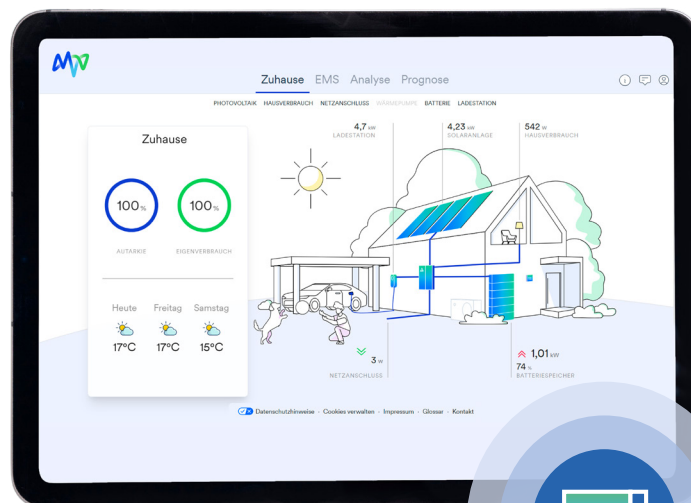 MVV
Zuhause EMS Analyse Prognose
PHOTOVOLTAIK HAUSVERBRAUCH NETZANSCHLUSS WÄRMEPUMPE BATTERIE LADESTATION
Zuhause
100 %
100 %
AUTARKIE
EIGENVERBRAUCH
Heute Freitag Samstag
17°C 17°C 15°C
4,7 kW
LADESTATION
4,23 kW
SOLARANLAGE
542 W
HAUSVERBRAUCH
3 W
NETZANSCHLUSS
1,01 kW
74 %
BATTERIESPEICHER
Datenschutzhinweise - Cookies verwalten - Impressum - Glossar - Kontakt